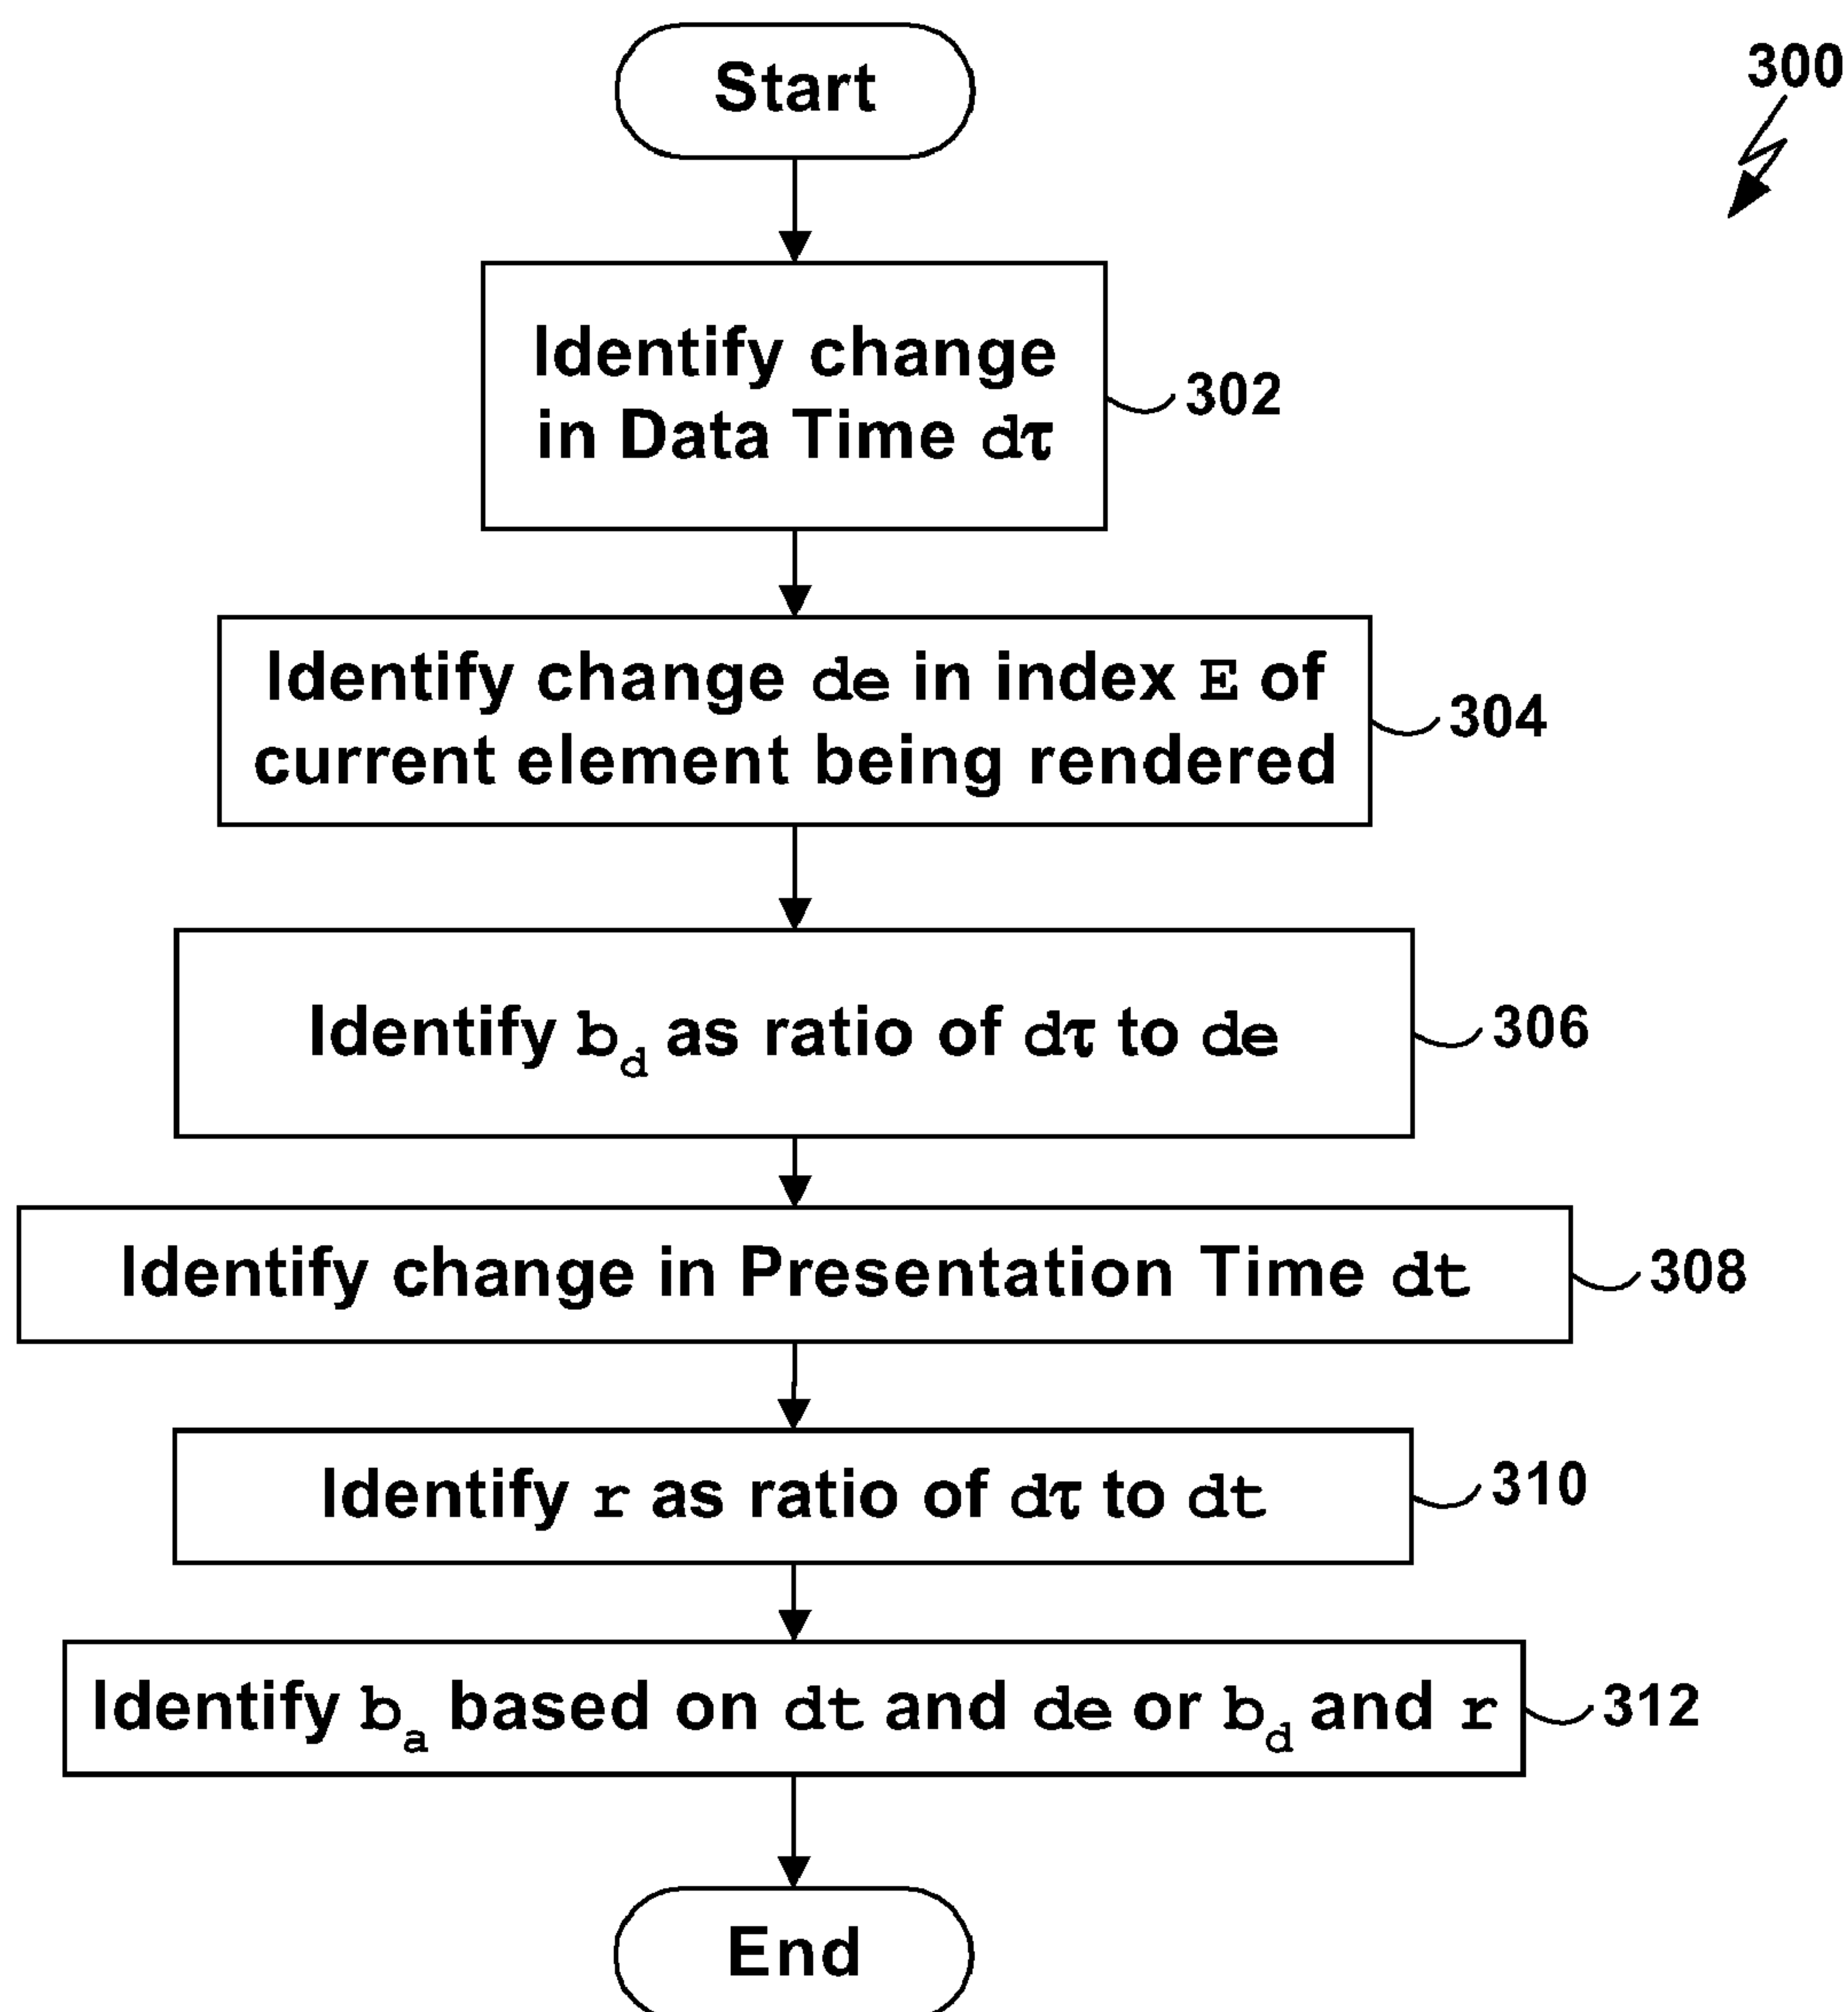 Start
300
Identify change
in Data Time dτ
302
Identify change de in index E of
current element being rendered
304
Identify b_d as ratio of dτ to de
306
Identify change in Presentation Time dt
308
Identify r as ratio of dτ to dt
310
Identify b_a based on dt and de or b_d and r
312
End